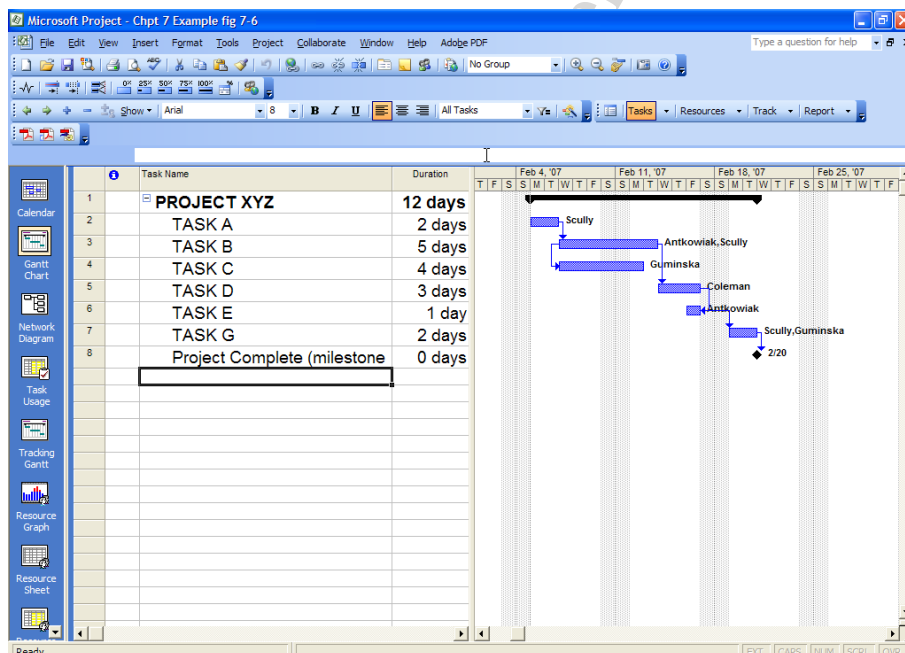 Microsoft Project - Chpt 7 Example fig 7-6
File Edit View Insert Format Tools Project Collaborate Window Help Adobe PDF Type a question for help
No Group
0% 25% 50% 75% 100%
Show Arial 8 B I U All Tasks Tasks Resources Track Report
Task Name Duration Feb 4, '07 Feb 11, '07 Feb 18, '07 Feb 25, '07
T F S S M T W T F S S M T W T F S S M T W T F S S M T W T F
1 PROJECT XYZ 12 days
2 TASK A 2 days Scully
3 TASK B 5 days Antkowiak,Scully
4 TASK C 4 days Guminska
5 TASK D 3 days Coleman
6 TASK E 1 day Antkowiak
7 TASK G 2 days Scully,Guminska
8 Project Complete (milestone 0 days 2/20
Calendar
Gantt
Chart
Network
Diagram
Task
Usage
Tracking
Gantt
Resource
Graph
Resource
Sheet
Ready EXT CAPS NUM SCRL OVR